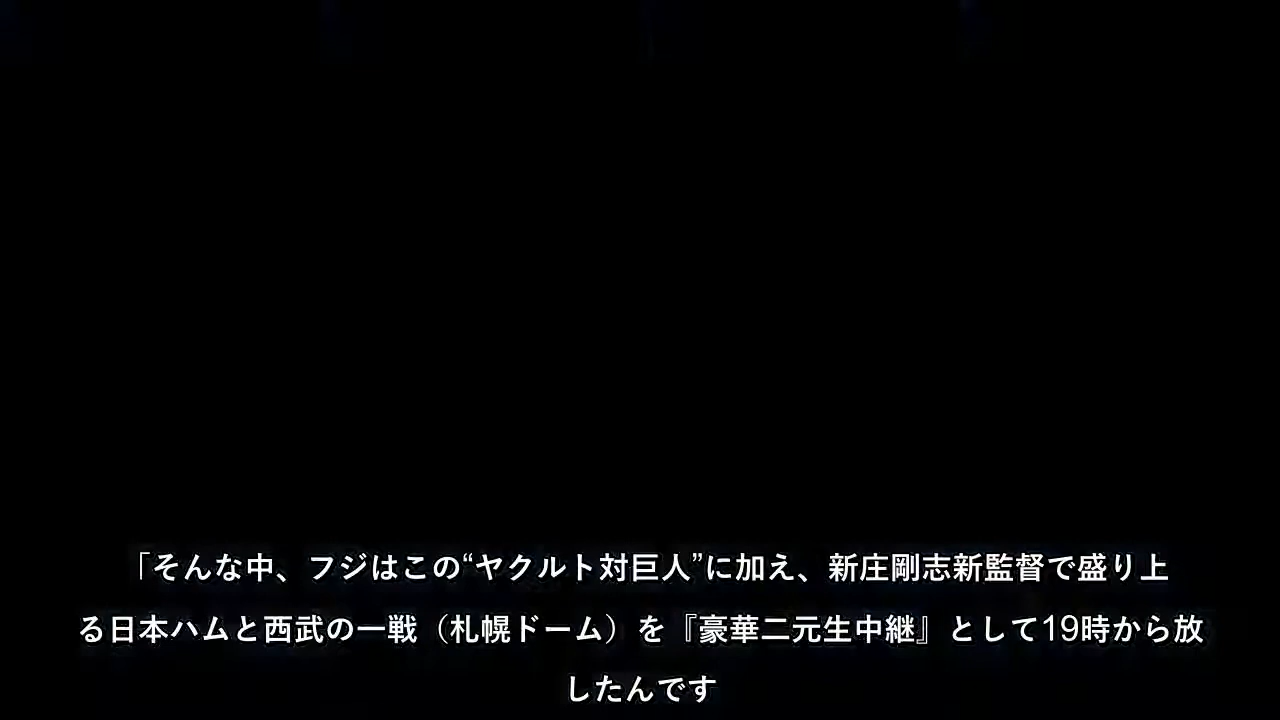 「そんな中、フジはこの“ヤクルト対巨人”に加え、新庄剛志新監督で盛り上
る日本ハムと西武の一戦（札幌ドーム）を『豪華二元生中継』として19時から放
したんです